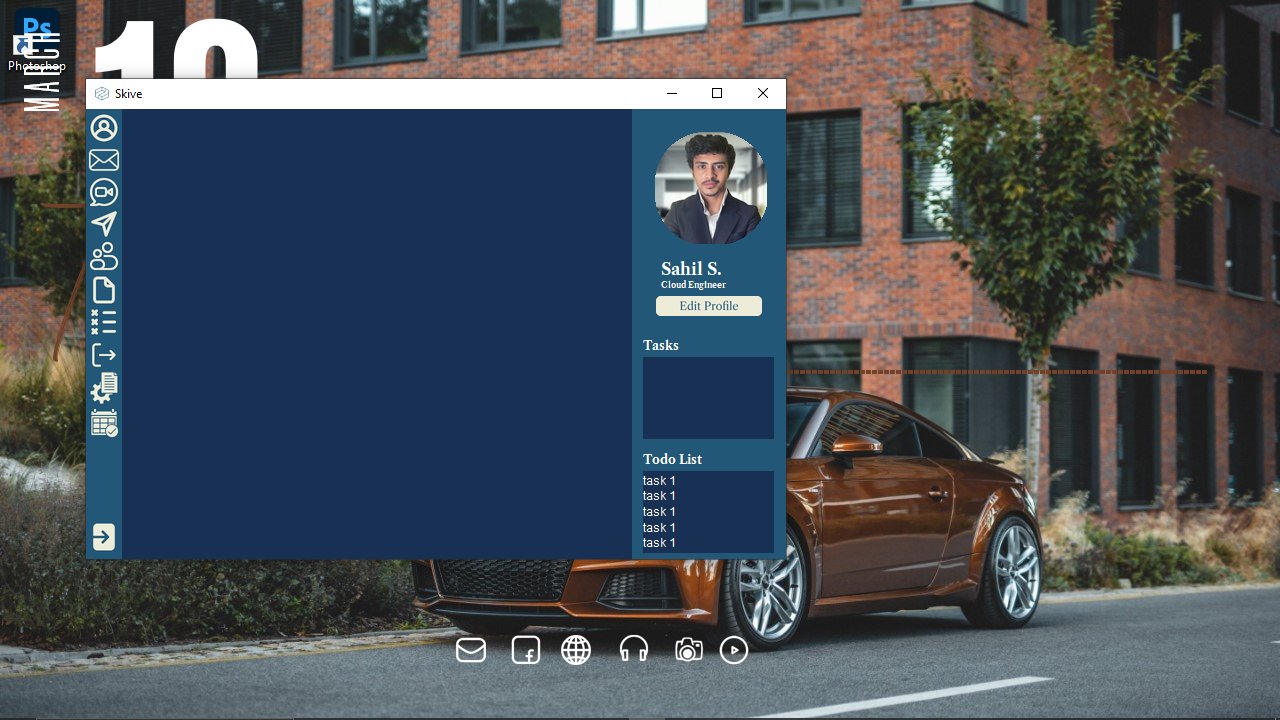 Ps
Photoshop
MARCH
Skive
Sahil S.
Cloud Engineer
Edit Profile
Tasks
Todo List
task 1
task 1
task 1
task 1
task 1